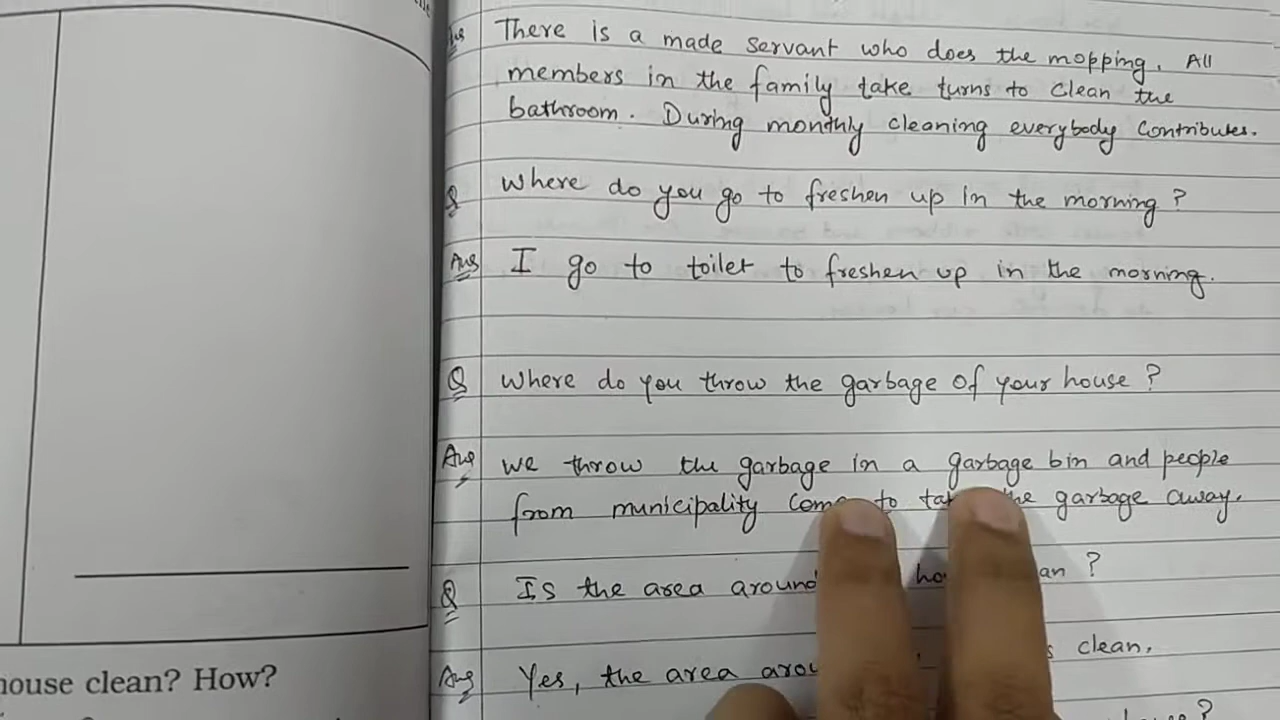 Ans There is a made servant who does the mopping. All
members in the family take turns to clean the
bathroom. During monthly cleaning everybody contributes.
Q Where do you go to freshen up in the morning?
Ans I go to toilet to freshen up in the morning.
Q Where do you throw the garbage of your house?
Ans we throw the garbage in a garbage bin and people
from municipality to the garbage away.
Q Is the area around ?
Ans Yes, the area clean.
house clean? How?